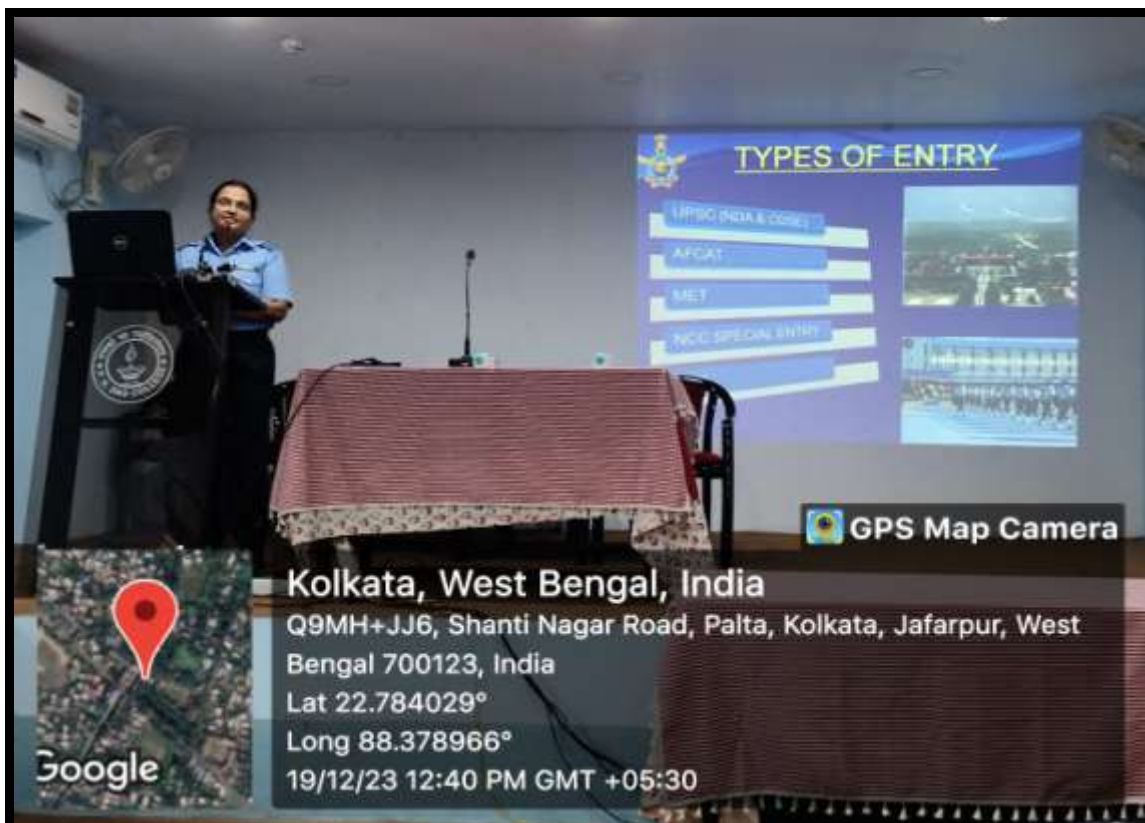 TYPES OF ENTRY
UPSC (NDA & CDSE)
AFCAT
MET
NCC SPECIAL ENTRY
GPS Map Camera
Kolkata, West Bengal, India
Q9MH+JJ6, Shanti Nagar Road, Palta, Kolkata, Jafarpur, West
Bengal 700123, India
Lat 22.784029°
Long 88.378966°
19/12/23 12:40 PM GMT +05:30
Google